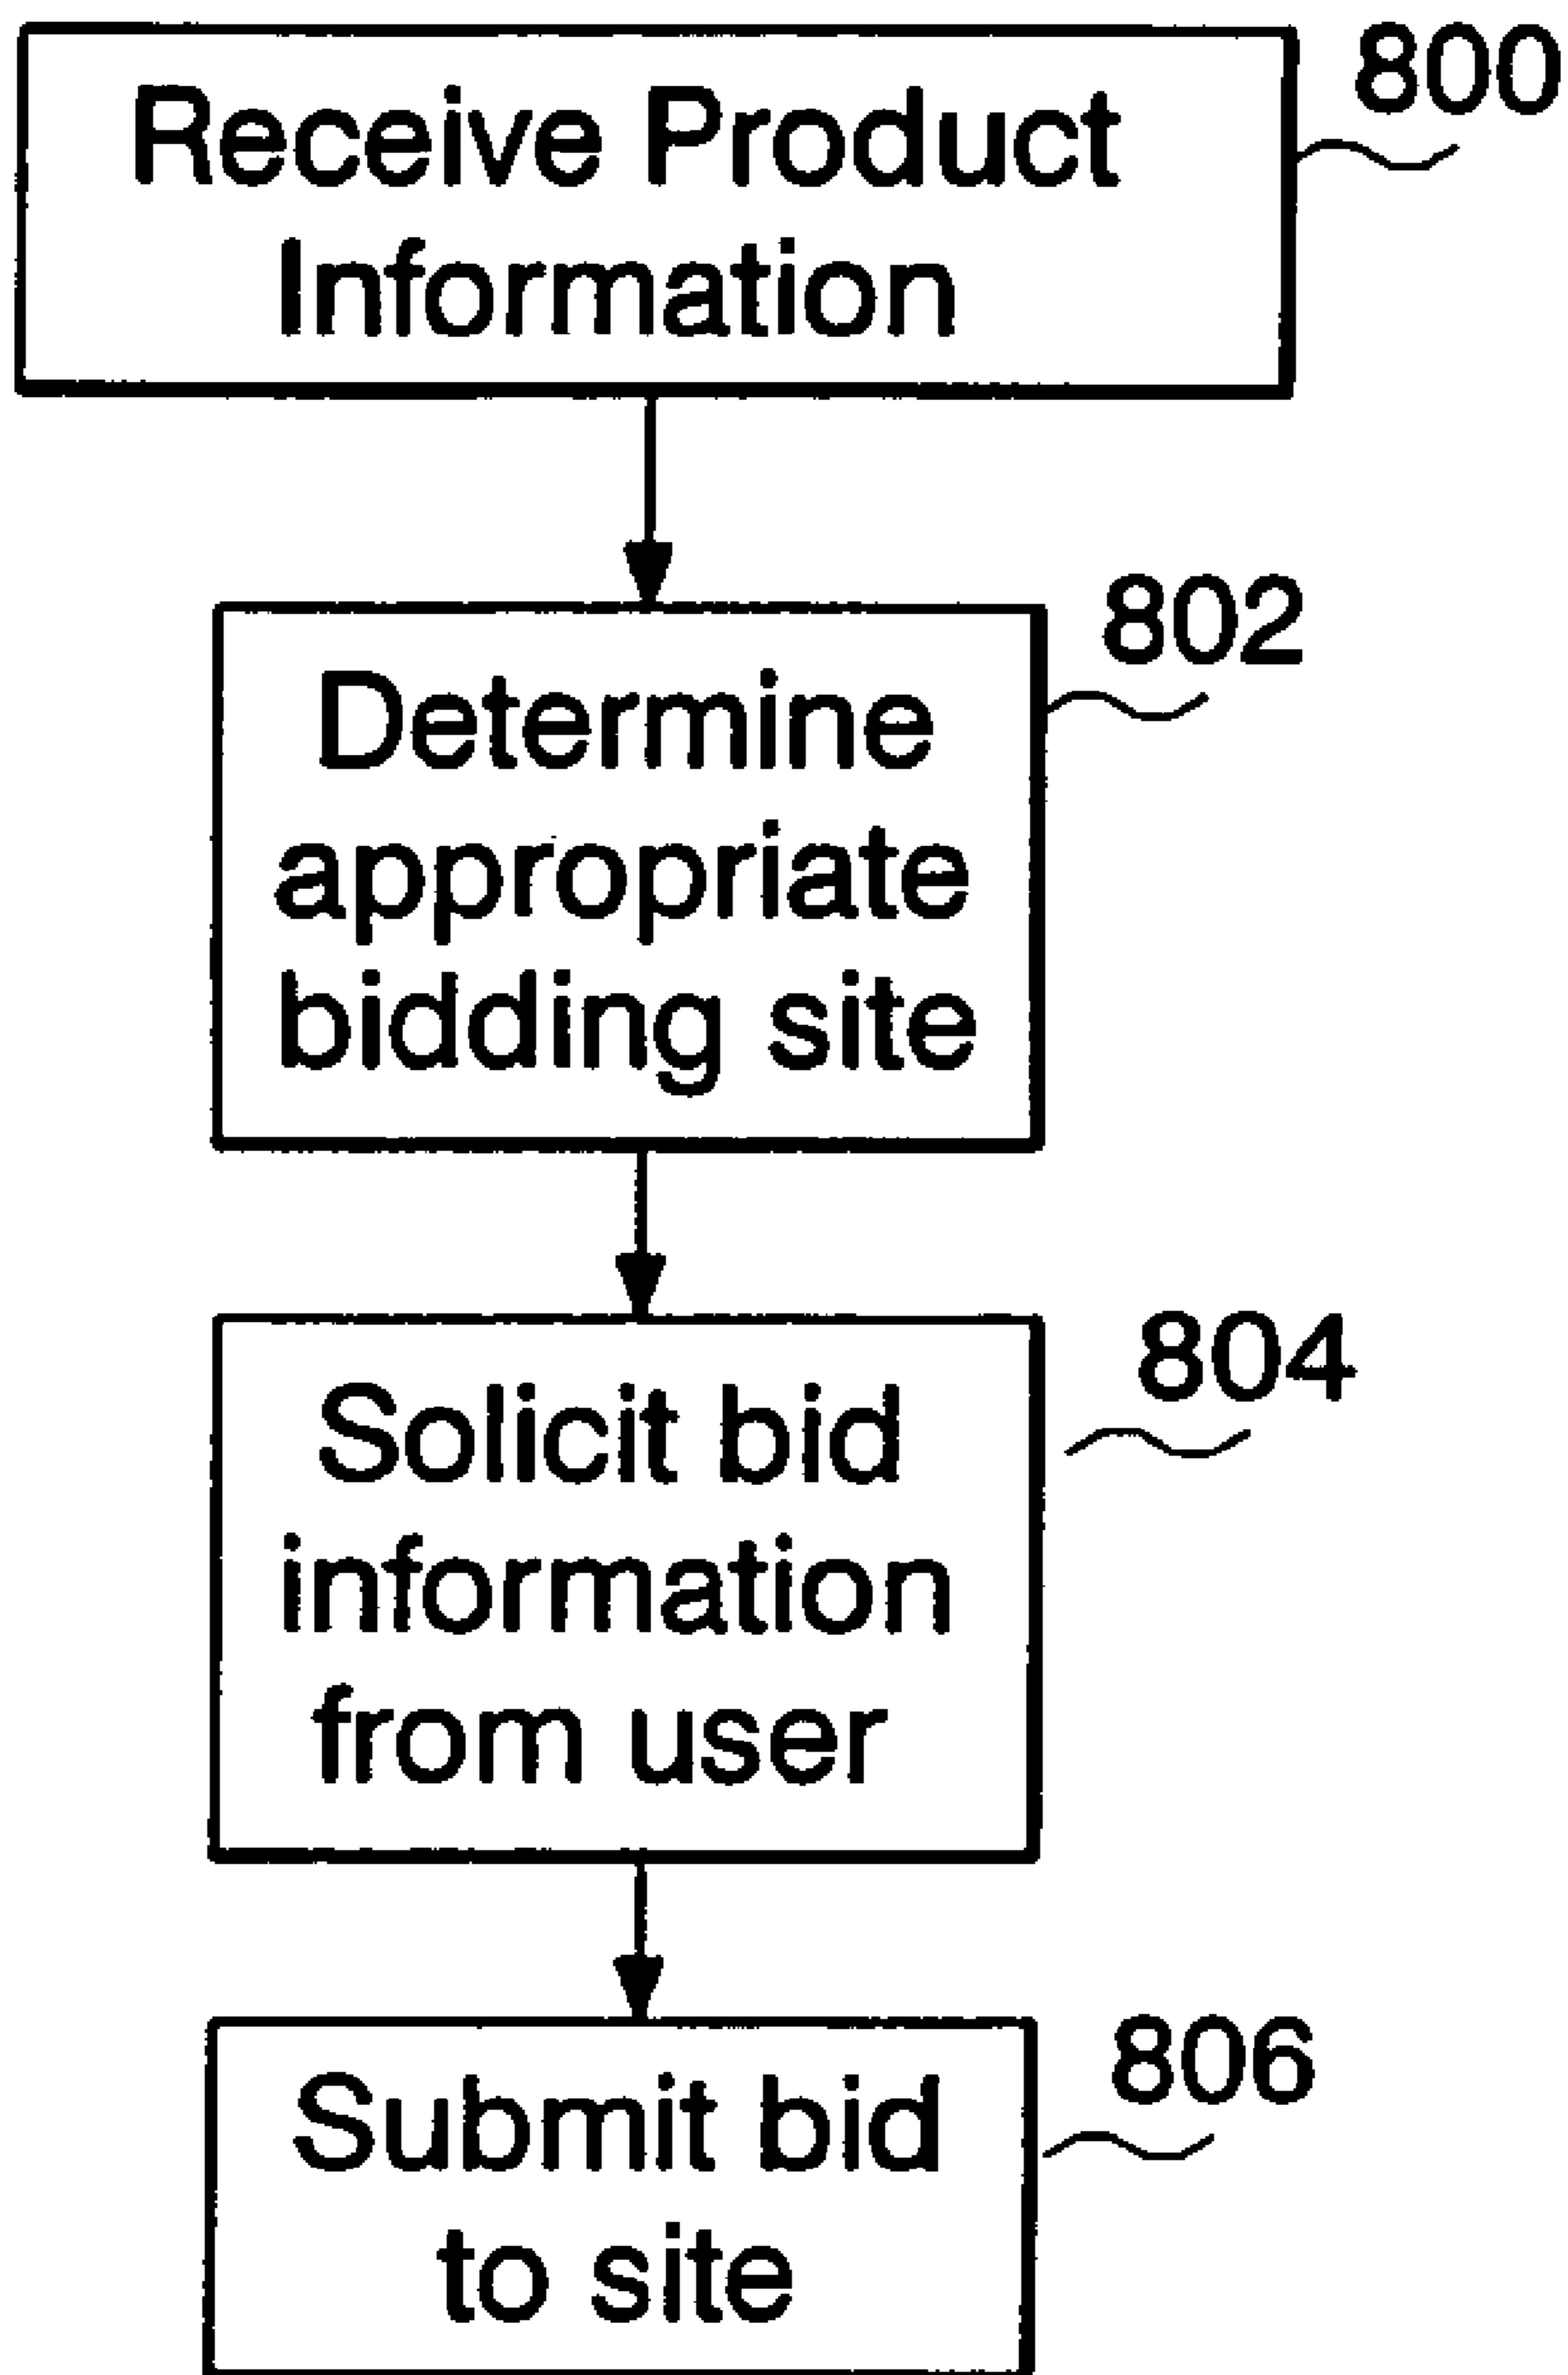 Receive Product
Information
800
Determine
appropriate
bidding site
802
Solicit bid
information
from user
804
Submit bid
to site
806